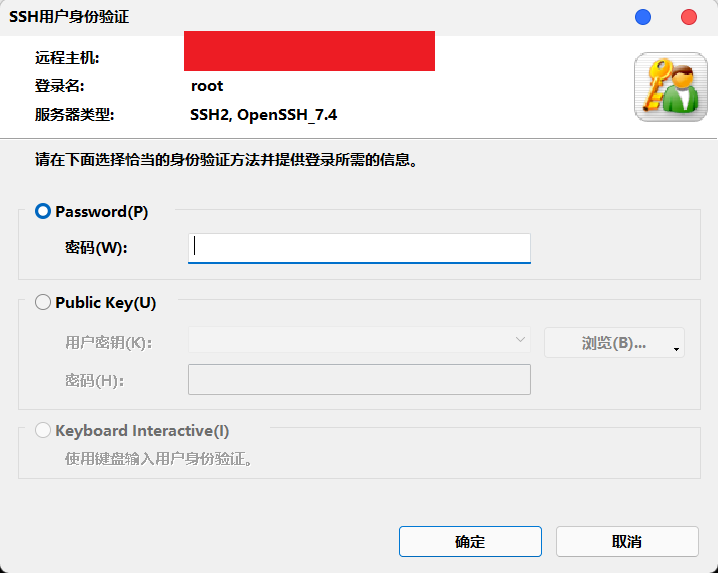 SSH用户身份验证
远程主机:
登录名: root
服务器类型: SSH2, OpenSSH_7.4
请在下面选择恰当的身份验证方法并提供登录所需的信息。
Password(P)
密码(W):
Public Key(U)
用户密钥(K):
浏览(B)...
密码(H):
Keyboard Interactive(I)
使用键盘输入用户身份验证。
确定 取消